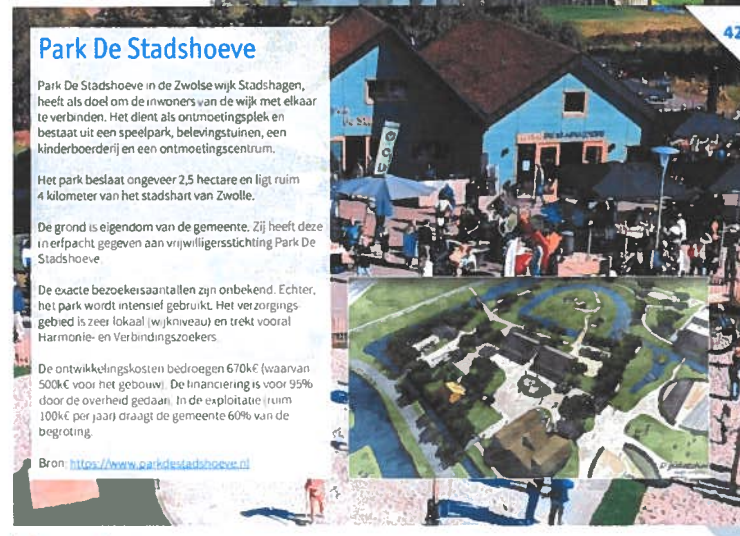 42
Park De Stadshoeve
Park De Stadshoeve in de Zwolse wijk Stadshagen,
heeft als doel om de inwoners van de wijk met elkaar
te verbinden. Het dient als ontmoetingsplek en
bestaat uit een speelpark, belevingstuinen, een
kinderboerderij en een ontmoetingscentrum.
Het park beslaat ongeveer 2,5 hectare en ligt ruim
4 kilometer van het stadshart van Zwolle.
De grond is eigendom van de gemeente. Zij heeft deze
in erfpacht gegeven aan vrijwilligersstichting Park De
Stadshoeve
De exacte bezoekersaantallen zijn onbekend. Echter,
het park wordt intensief gebruikt. Het verzorgings-
gebied is zeer lokaal (wijkniveau) en trekt vooral
Harmonie- en Verbindingszoekers
De ontwikkelingskosten bedroegen 670k€ (waarvan
500k€ voor het gebouw). De financiering is voor 95%
door de overheid gedaan. In de exploitatie (ruim
100k€ per jaar) draagt de gemeente 60% van de
begroting.
Bron: https://www.parkdestadshoeve.nl